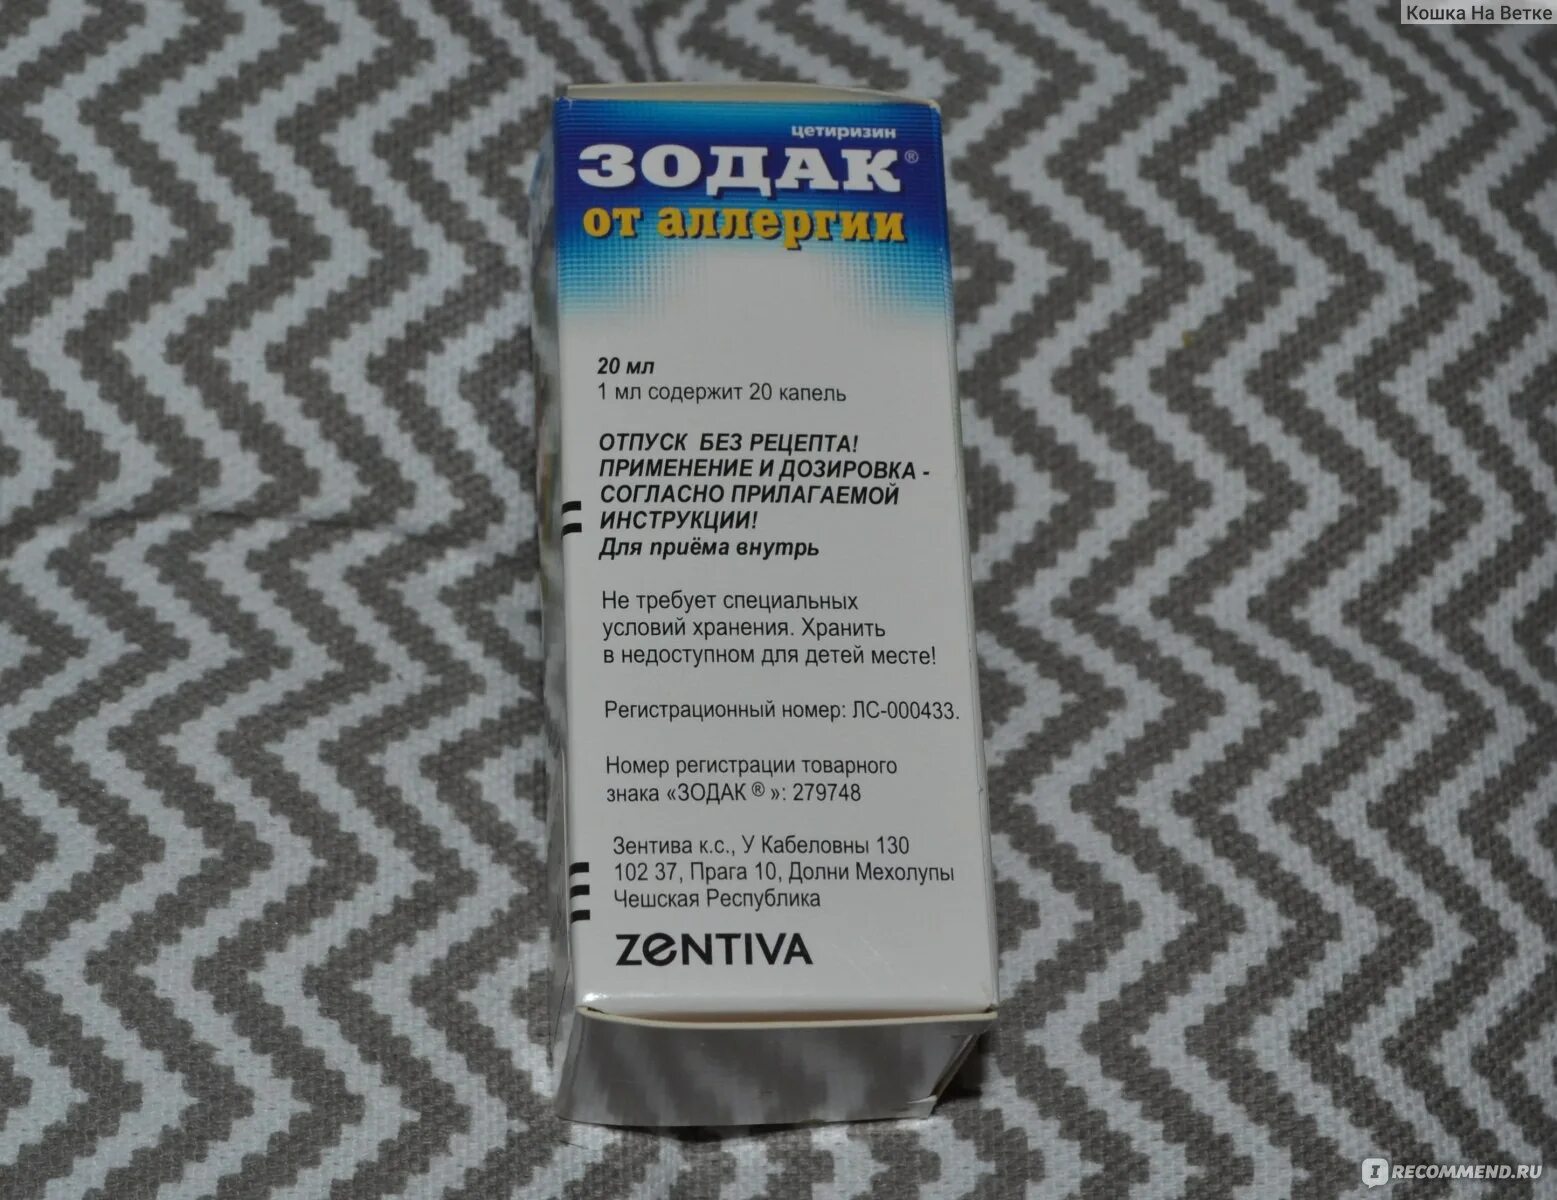 Кошка На Ветке
цетиризин
ЗОДАК®
от аллергии
20 мл
1 мл содержит 20 капель
ОТПУСК БЕЗ РЕЦЕПТА!
ПРИМЕНЕНИЕ И ДОЗИРОВКА -
СОГЛАСНО ПРИЛАГАЕМОЙ
ИНСТРУКЦИИ!
Для приёма внутрь
Не требует специальных
условий хранения. Хранить
в недоступном для детей месте!
Регистрационный номер: ЛС-000433.
Номер регистрации товарного
знака «ЗОДАК ® »: 279748
Зентива к.с., У Кабеловны 130
102 37, Прага 10, Долни Мехолупы
Чешская Республика
ZENTIVA
IRECOMMEND.RU